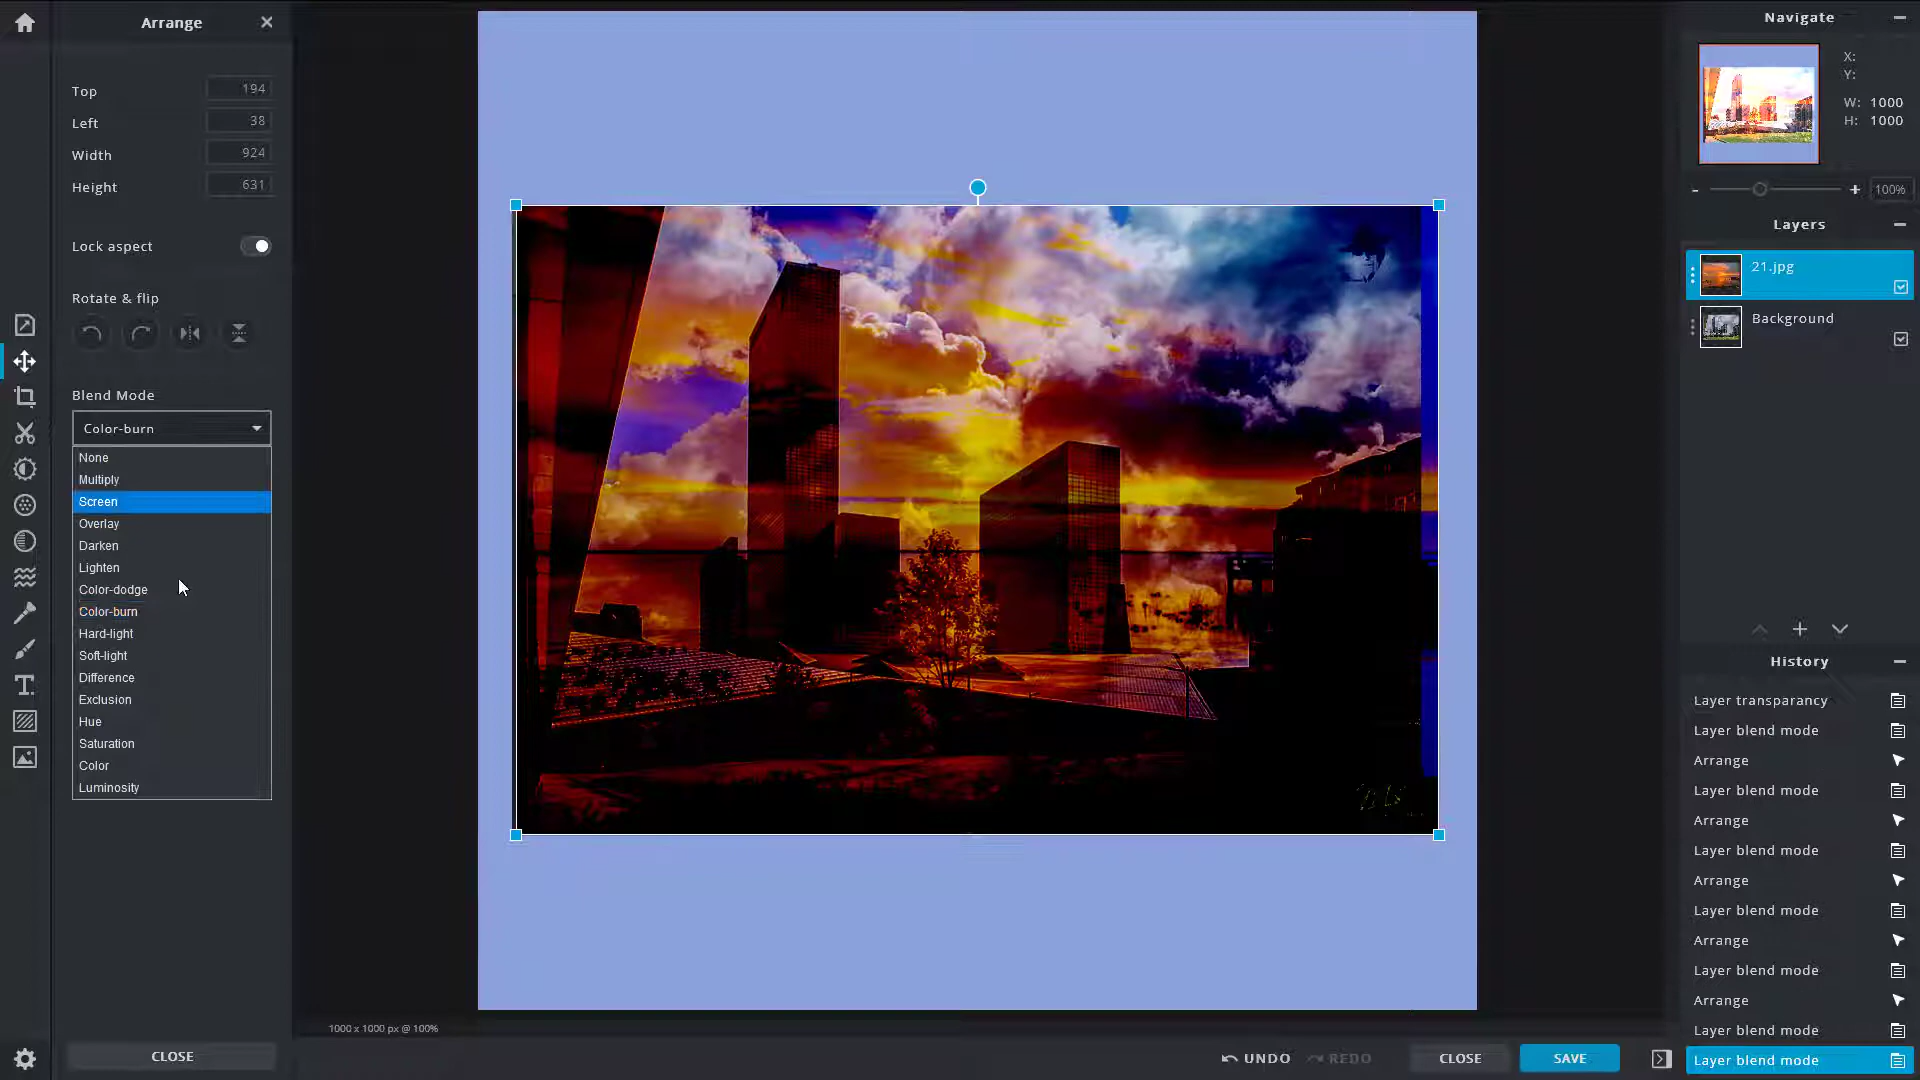 Arrange
Top 194
Left 38
Width 924
Height 631
Lock aspect
Rotate & flip
Blend Mode
Color-burn
None
Multiply
Screen
Overlay
Darken
Lighten
Color-dodge
Color-burn
Hard-light
Soft-light
Difference
Exclusion
Hue
Saturation
Color
Luminosity
CLOSE
1000 x 1000 px @ 100%
UNDO
REDO
CLOSE
SAVE
Navigate
X:
Y:
W: 1000
H: 1000
- + 100%
Layers
21.jpg
Background
History
Layer transparancy
Layer blend mode
Arrange
Layer blend mode
Arrange
Layer blend mode
Arrange
Layer blend mode
Arrange
Layer blend mode
Arrange
Layer blend mode
Layer blend mode